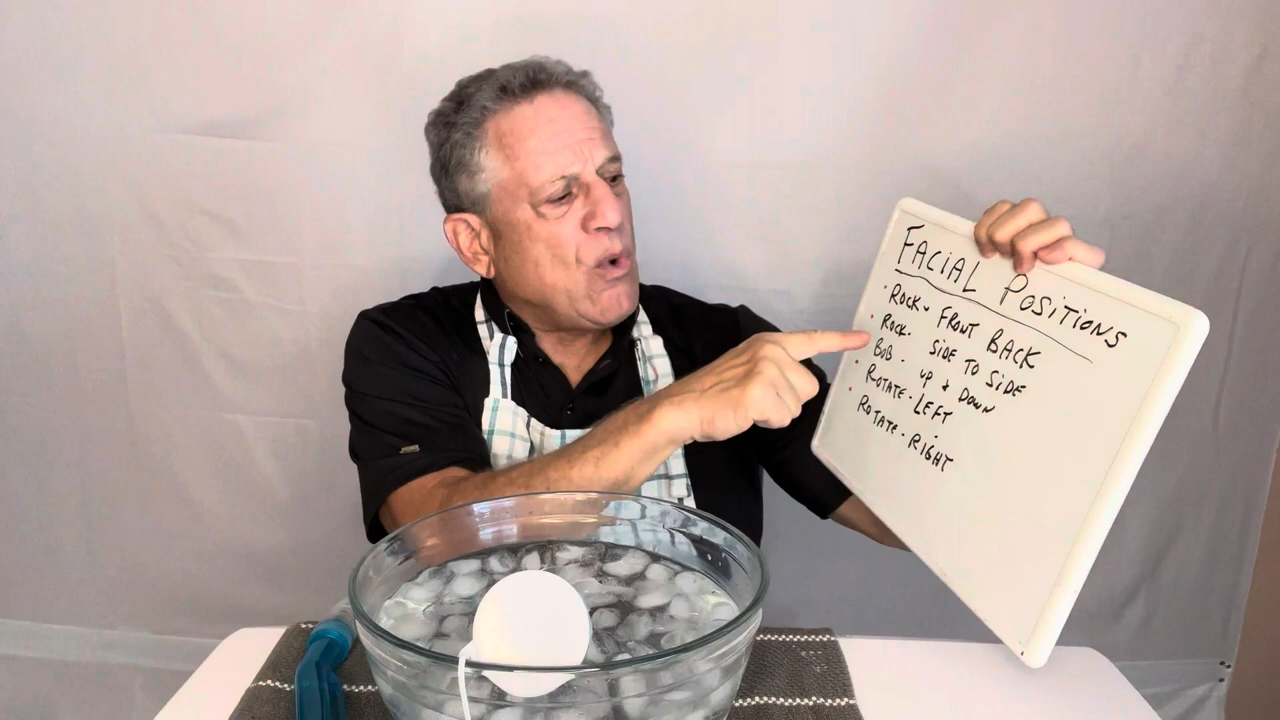 FACIAL POSITIONS
· ROCK - FRONT BACK
· ROCK - SIDE TO SIDE
BOB - UP & DOWN
· ROTATE - LEFT
· ROTATE - RIGHT